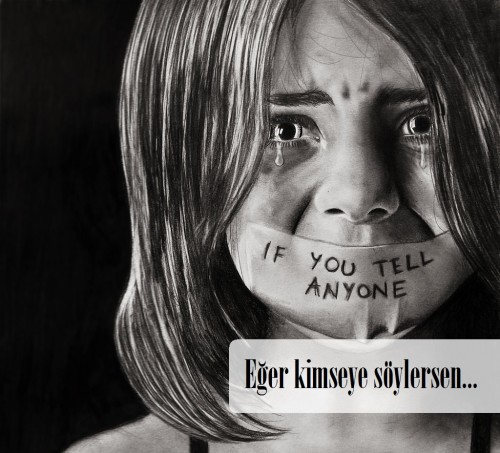 IF YOU TELL
ANYONE
Eğer kimseye söylersen...